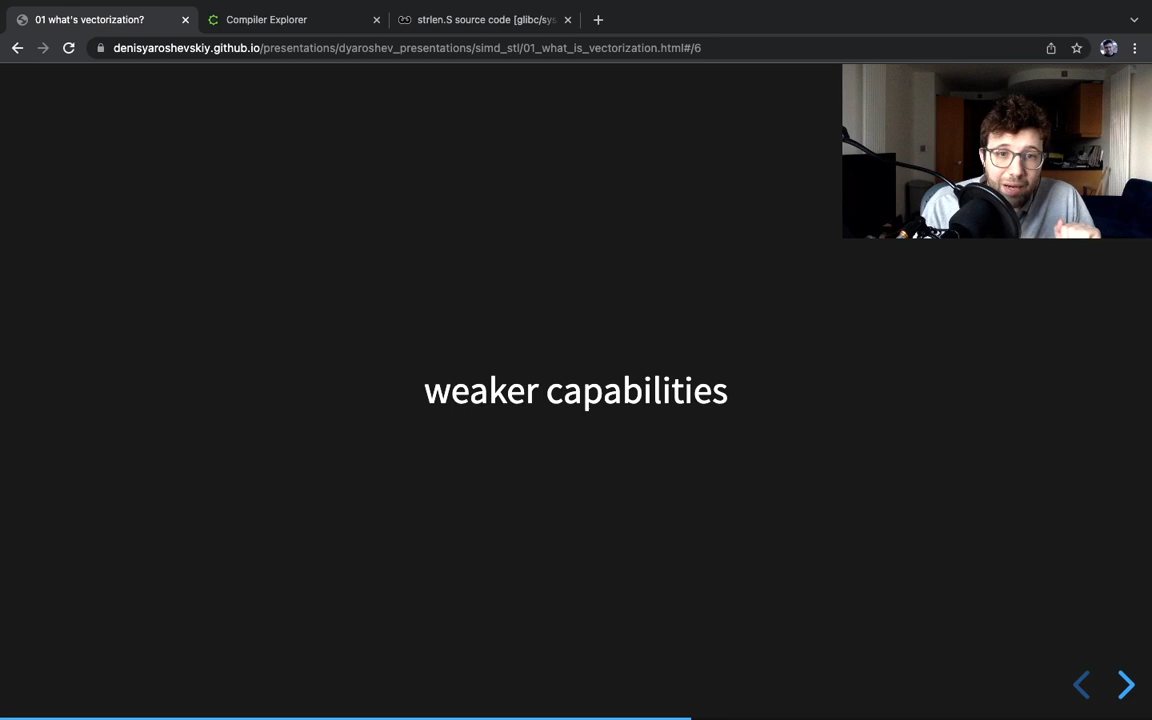 01 what's vectorization?
Compiler Explorer
strlen.S source code [glibc/sys
denisyaroshevskiy.github.io/presentations/dyaroshev_presentations/simd_stl/01_what_is_vectorization.html#/6
weaker capabilities